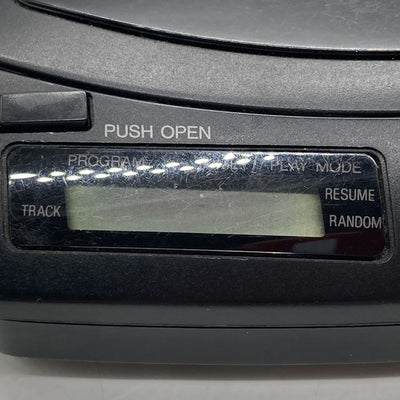 PUSH OPEN
PROGRAM PLAY MODE
RESUME
TRACK RANDOM